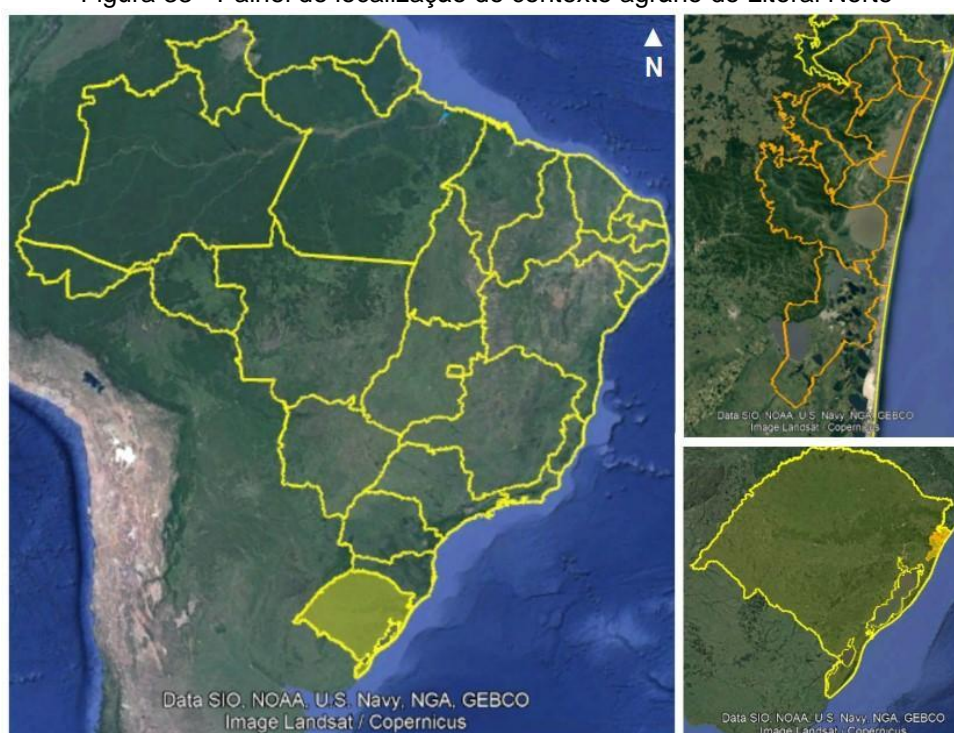 Figura 38 - Painel de localização do contexto agrário do Litoral Norte
N
Data SIO, NOAA, U.S. Navy, NGA, GEBCO
Image Landsat / Copernicus
Data SIO, NOAA, U.S. Navy, NGA, GEBCO
Image Landsat / Copernicus
Data SIO, NOAA, U.S. Navy, NGA, GEBCO
Image Landsat / Copernicus